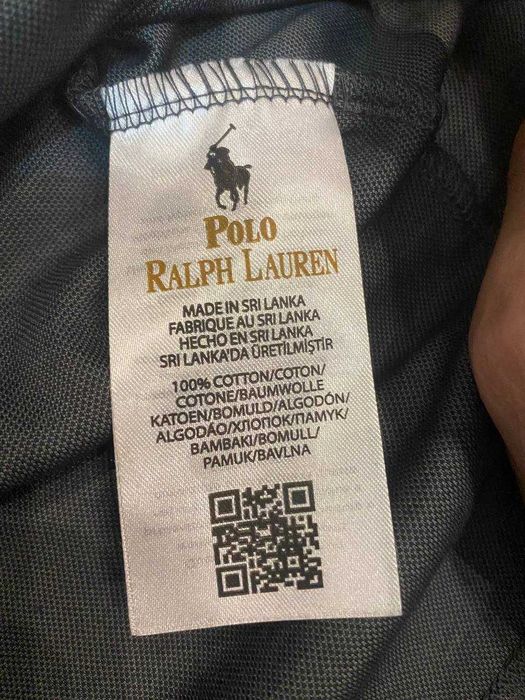 POLO
RALPH LAUREN
MADE IN SRI LANKA
FABRIQUE AU SRI LANKA
HECHO EN SRI LANKA
SRI LANKA'DA ÜRETİLMİŞTİR
100% COTTON/COTON/
COTONE/BAUMWOLLE
KATOEN/BOMULD/ALGODÓN/
ALGODÁO/ХЛОПОК/ПАМУК/
BAMBAKI/BOMULL/
PAMUK/BAVLNA